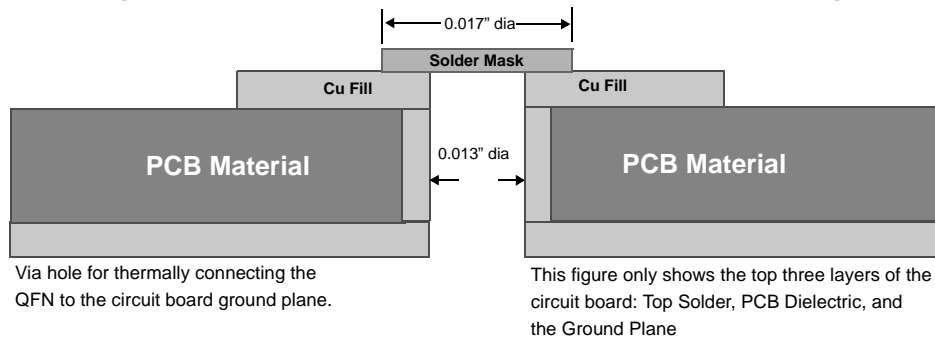 0.017” dia
Solder Mask
Cu Fill
Cu Fill
PCB Material
0.013” dia
PCB Material
Via hole for thermally connecting the
QFN to the circuit board ground plane.
This figure only shows the top three layers of the
circuit board: Top Solder, PCB Dielectric, and
the Ground Plane